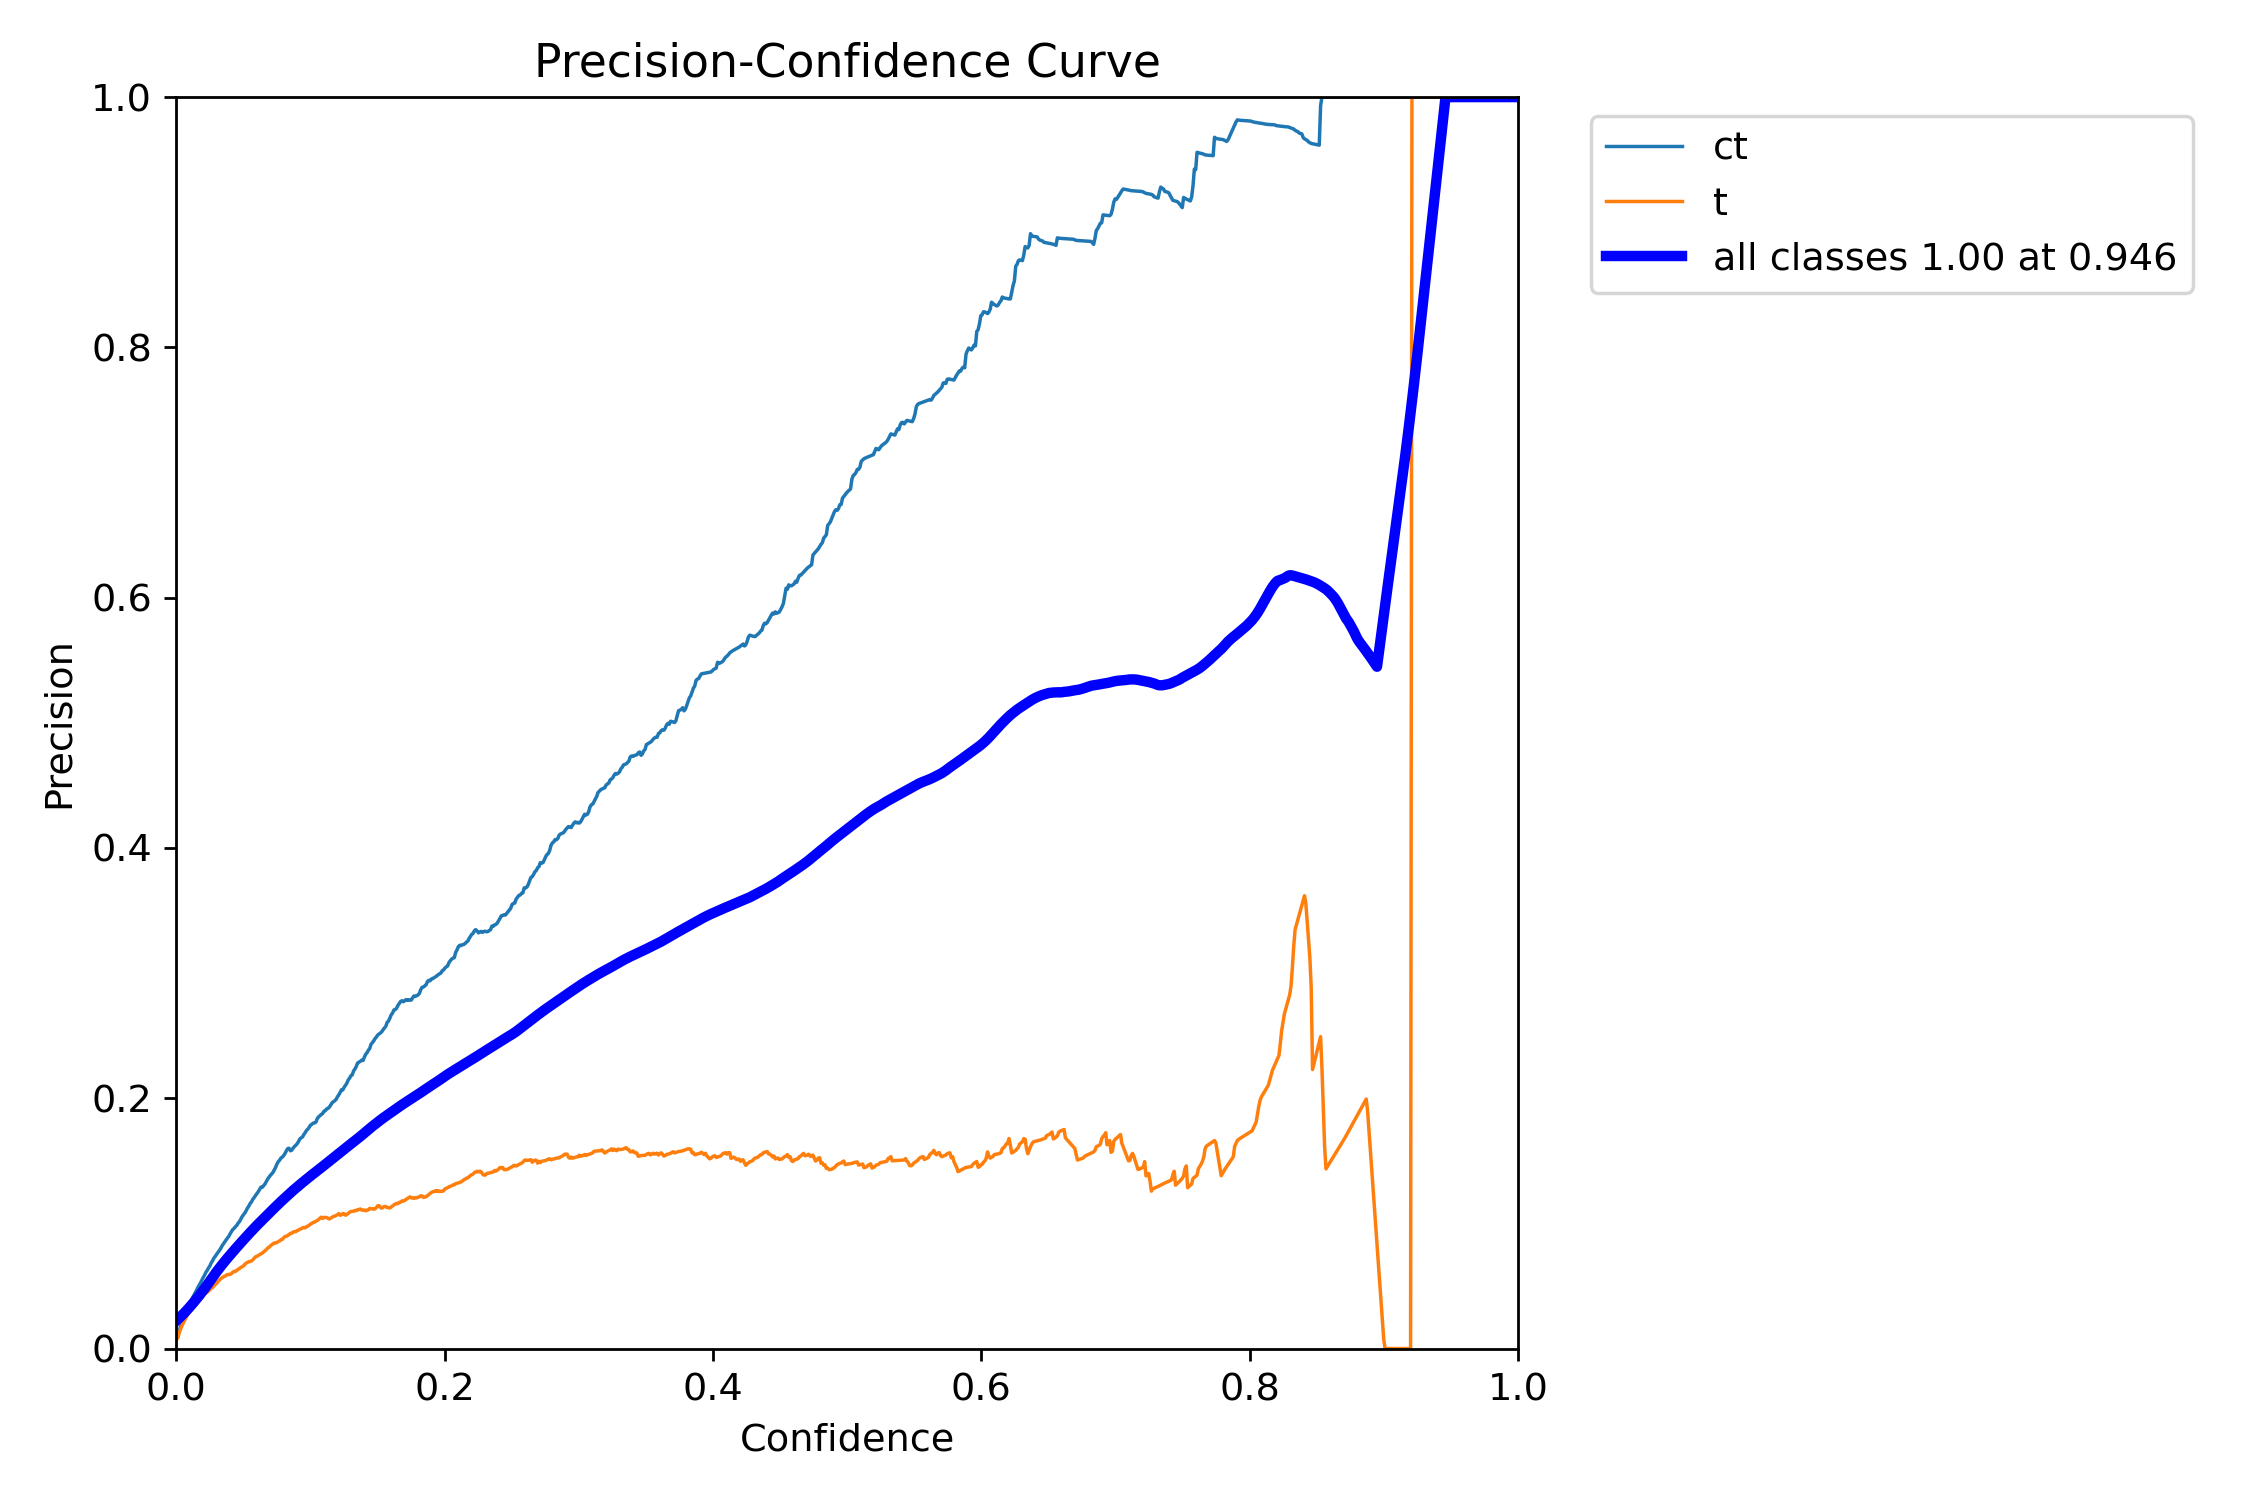 Precision-Confidence Curve
1.0
0.8
0.6
0.4
0.2
0.0
Precision
0.0 0.2 0.4 0.6 0.8 1.0
Confidence
ct
t
all classes 1.00 at 0.946